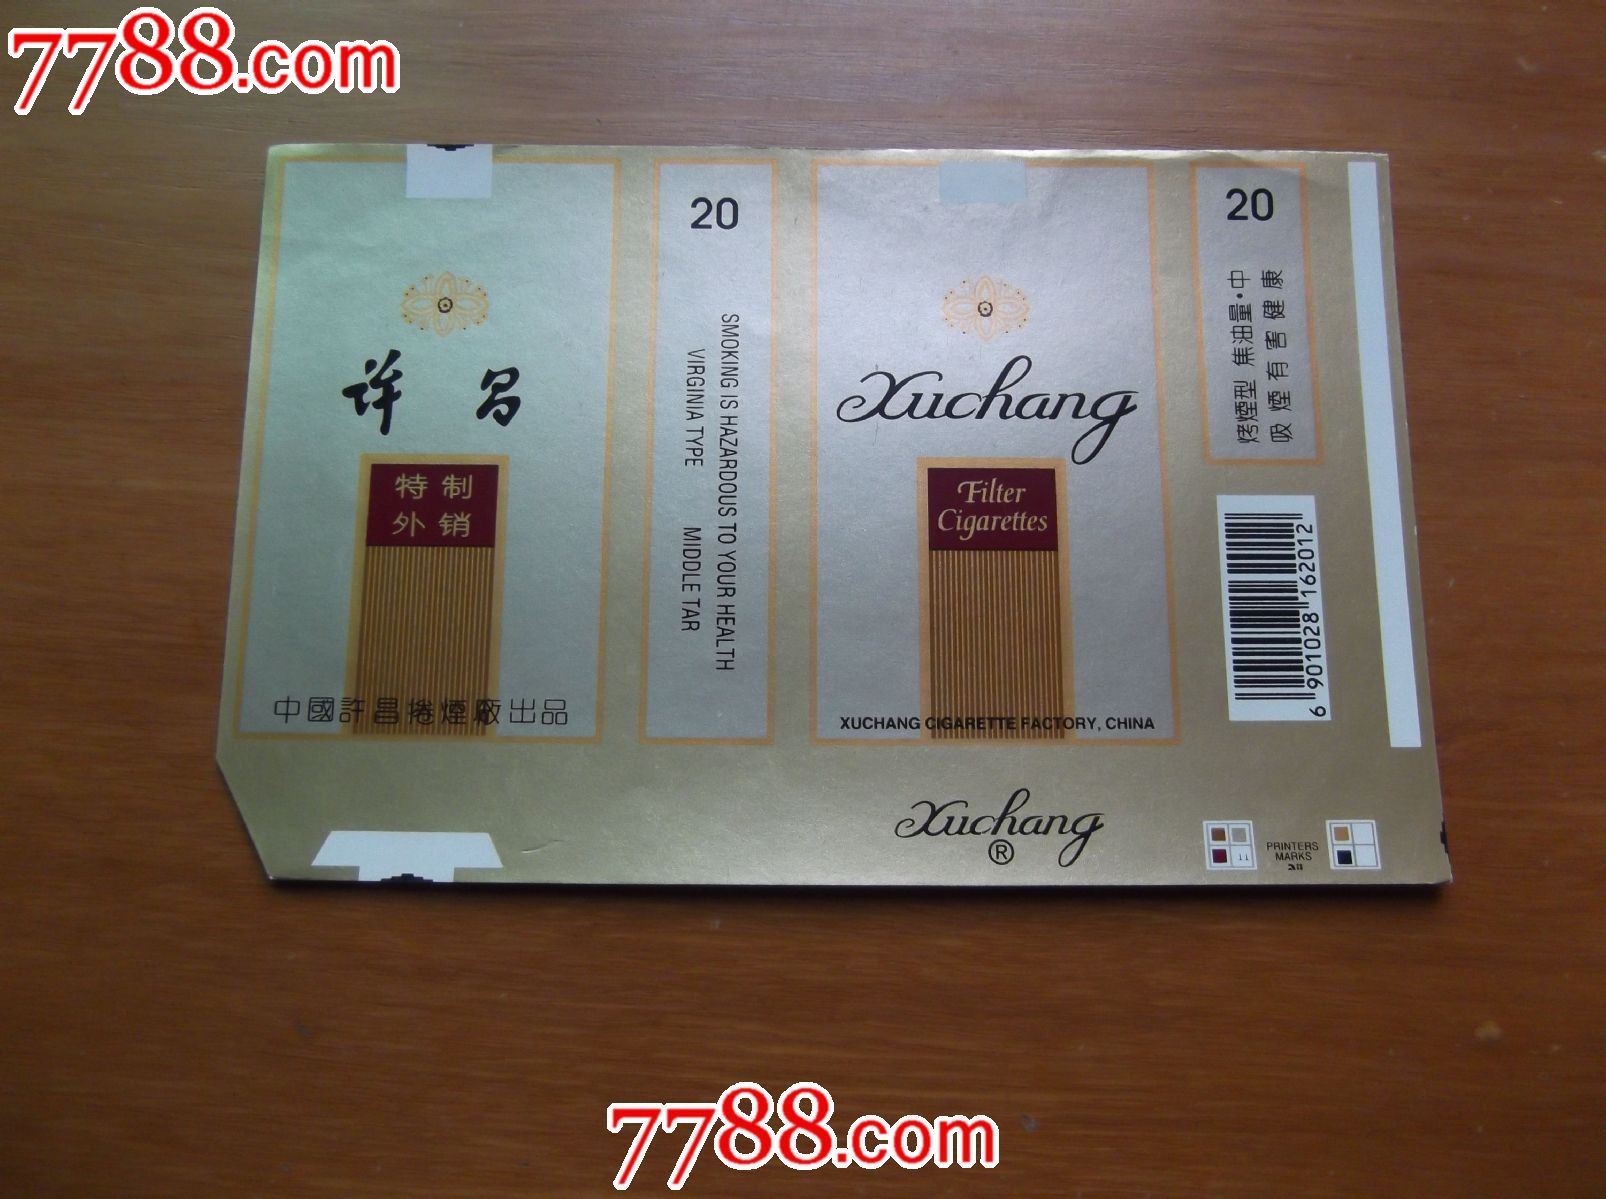 7788.com
许昌
特制
外销
中國許昌捲煙廠出品
20
SMOKING IS HAZARDOUS TO YOUR HEALTH
VIRGINIA TYPE MIDDLE TAR
Xuchang
Filter
Cigarettes
XUCHANG CIGARETTE FACTORY, CHINA
Xuchang
®
20
烤煙型 焦油量·中
吸煙有害健康
6 901028 162012
11
PRINTERS
MARKS
7788.com